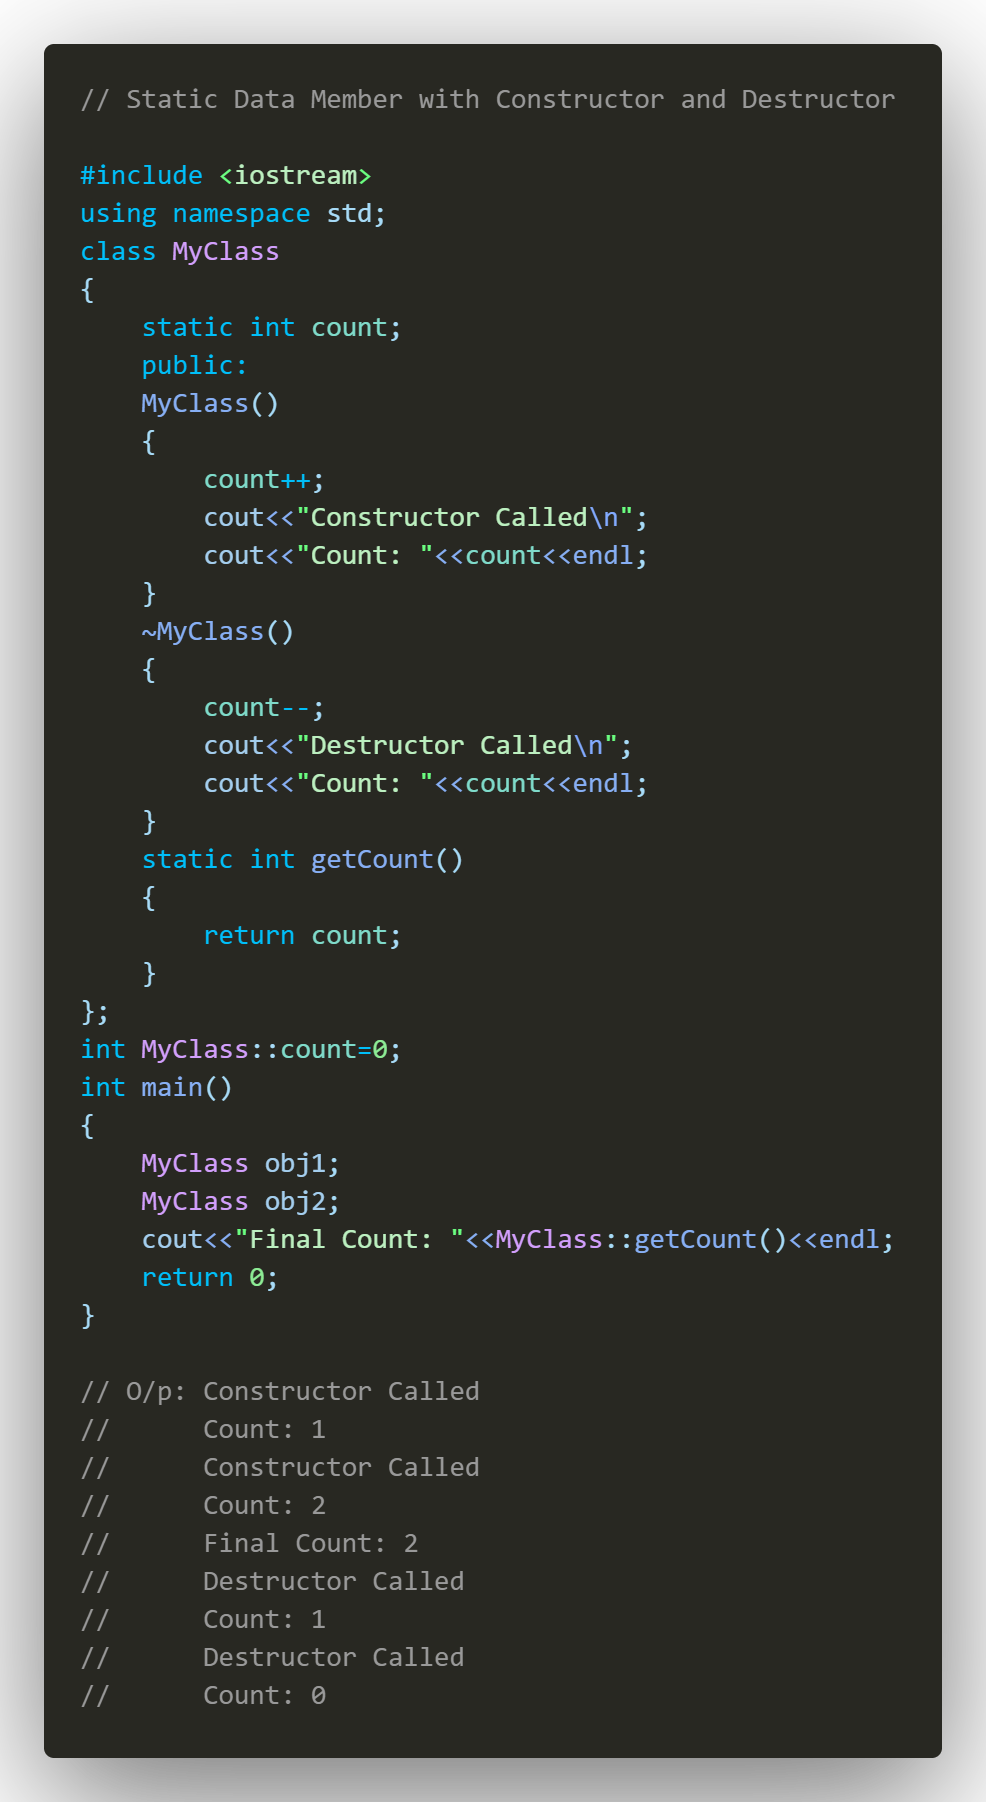 // Static Data Member with Constructor and Destructor

#include <iostream>
using namespace std;
class MyClass
{
    static int count;
    public:
    MyClass()
    {
        count++;
        cout<<"Constructor Called\n";
        cout<<"Count: "<<count<<endl;
    }
    ~MyClass()
    {
        count--;
        cout<<"Destructor Called\n";
        cout<<"Count: "<<count<<endl;
    }
    static int getCount()
    {
        return count;
    }
};
int MyClass::count=0;
int main()
{
    MyClass obj1;
    MyClass obj2;
    cout<<"Final Count: "<<MyClass::getCount()<<endl;
    return 0;
}

// O/p: Constructor Called
//      Count: 1
//      Constructor Called
//      Count: 2
//      Final Count: 2
//      Destructor Called
//      Count: 1
//      Destructor Called
//      Count: 0